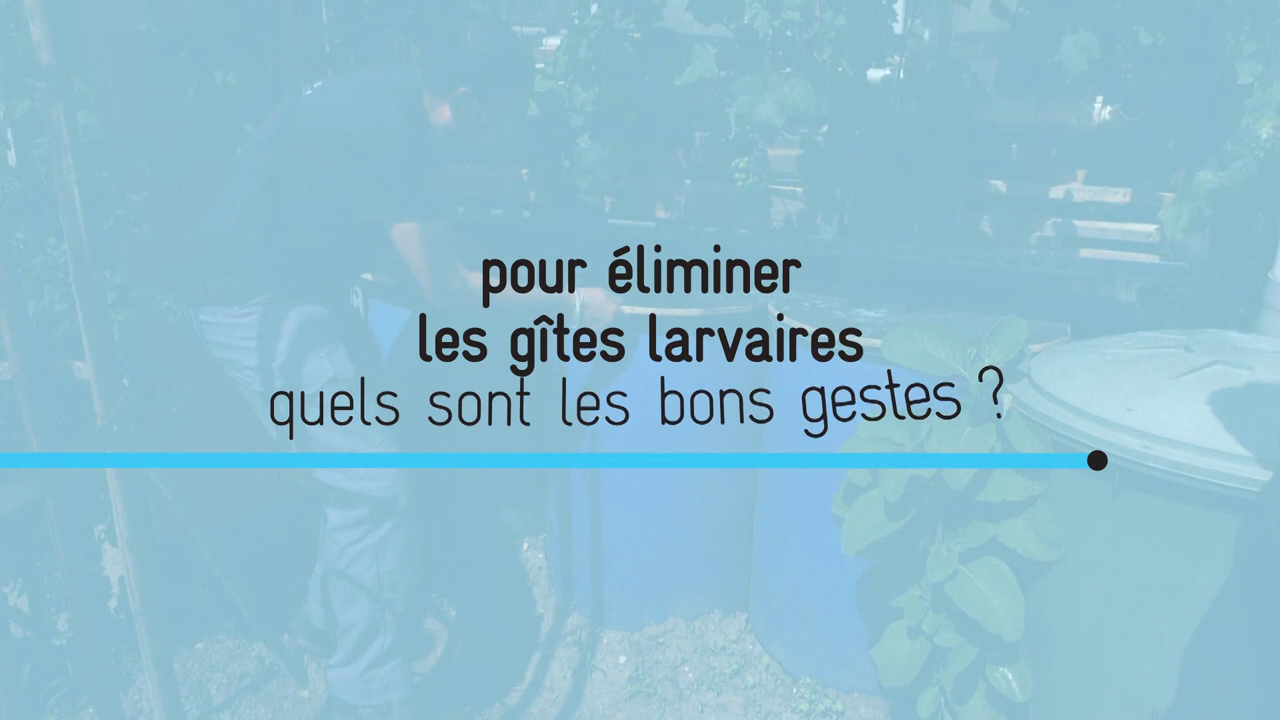 pour éliminer
les gîtes larvaires
quels sont les bons gestes ?